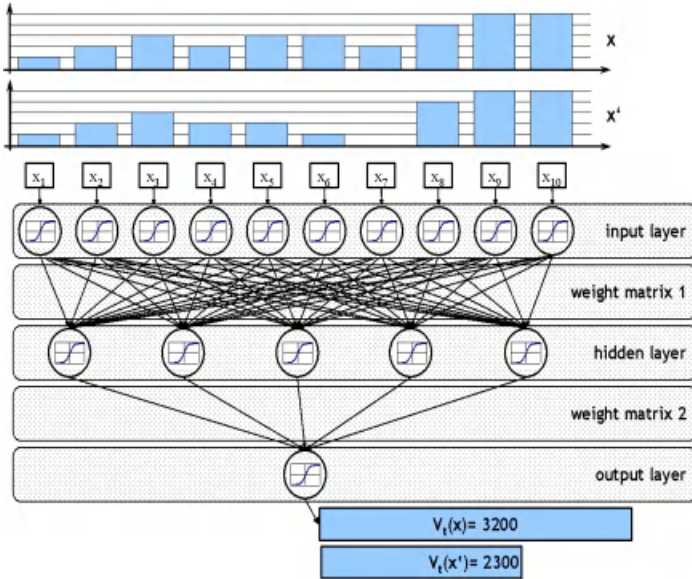 X
X'
x1 x2 x3 x4 x5 x6 x7 x8 x9 x10
input layer
weight matrix 1
hidden layer
weight matrix 2
output layer
Vt(x)= 3200
Vt(x')= 2300